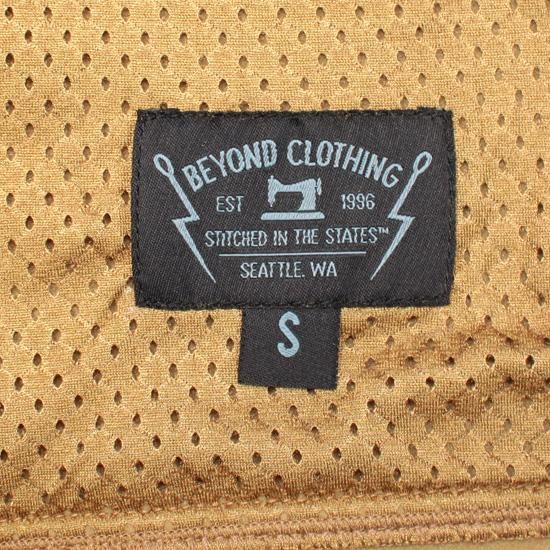 BEYOND CLOTHING
EST 1996
STITCHED IN THE STATES™
SEATTLE, WA
S